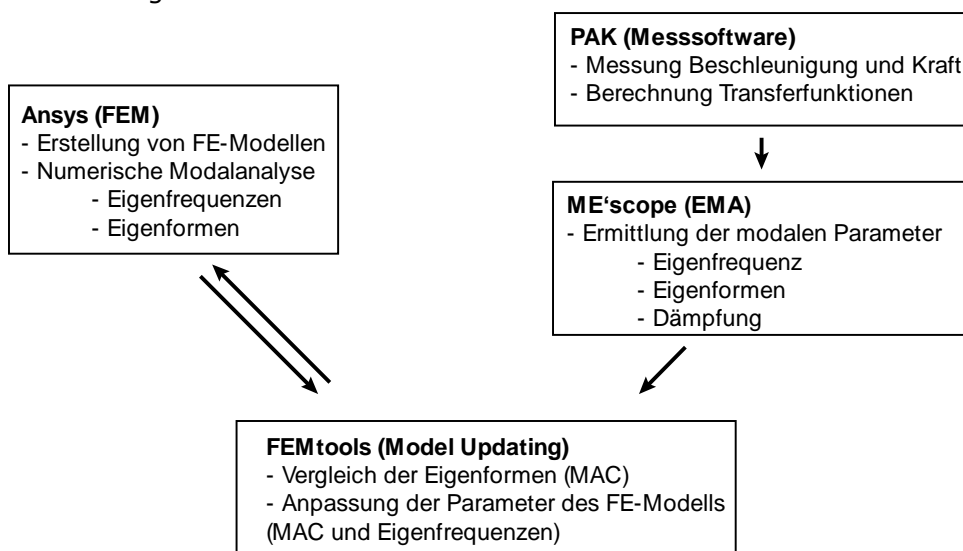 PAK (Messsoftware)
- Messung Beschleunigung und Kraft
- Berechnung Transferfunktionen
Ansys (FEM)
- Erstellung von FE-Modellen
- Numerische Modalanalyse
- Eigenfrequenzen
- Eigenformen
ME‘scope (EMA)
- Ermittlung der modalen Parameter
- Eigenfrequenz
- Eigenformen
- Dämpfung
FEMtools (Model Updating)
- Vergleich der Eigenformen (MAC)
- Anpassung der Parameter des FE-Modells
(MAC und Eigenfrequenzen)